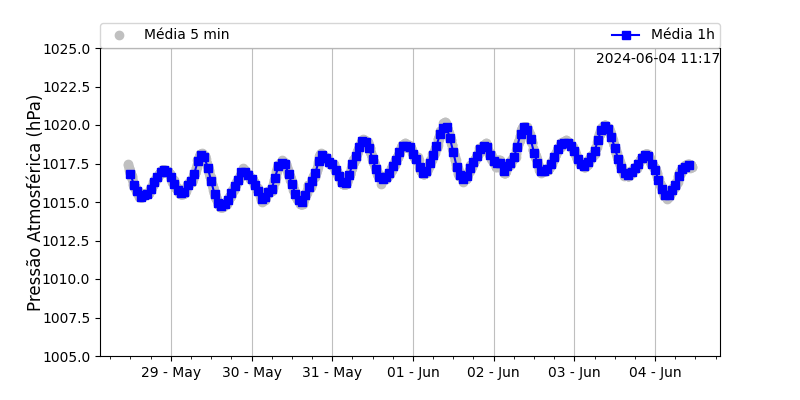 Média 5 min
Média 1h
2024-06-04 11:17
Pressão Atmosférica (hPa)
1025.0
1022.5
1020.0
1017.5
1015.0
1012.5
1010.0
1007.5
1005.0
29 - May
30 - May
31 - May
01 - Jun
02 - Jun
03 - Jun
04 - Jun